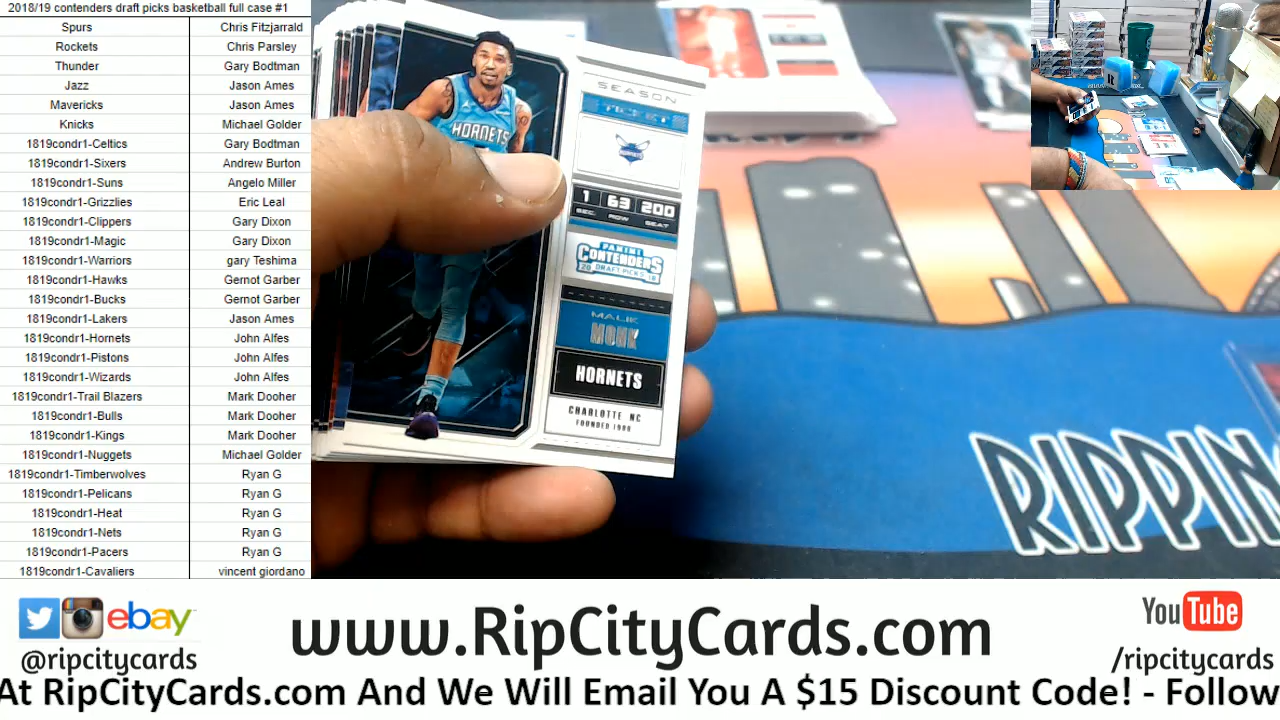 2018/19 contenders draft picks basketball full case #1
Spurs Chris Fitzjarrald
Rockets Chris Parsley
Thunder Gary Bodtman
Jazz Jason Ames
Mavericks Jason Ames
Knicks Michael Golder
1819condr1-Celtics Gary Bodtman
1819condr1-Sixers Andrew Burton
1819condr1-Suns Angelo Miller
1819condr1-Grizzlies Eric Leal
1819condr1-Clippers Gary Dixon
1819condr1-Magic Gary Dixon
1819condr1-Warriors gary Teshima
1819condr1-Hawks Gernot Garber
1819condr1-Bucks Gernot Garber
1819condr1-Lakers Jason Ames
1819condr1-Hornets John Alfes
1819condr1-Pistons John Alfes
1819condr1-Wizards John Alfes
1819condr1-Trail Blazers Mark Dooher
1819condr1-Bulls Mark Dooher
1819condr1-Kings Mark Dooher
1819condr1-Nuggets Michael Golder
1819condr1-Timberwolves Ryan G
1819condr1-Pelicans Ryan G
1819condr1-Heat Ryan G
1819condr1-Nets Ryan G
1819condr1-Pacers Ryan G
1819condr1-Cavaliers vincent giordano
HORNETS
SEASON
TICKET
1 63 200
SEC. ROW SEAT
PANINI
CONTENDERS
20 DRAFT PICKS 18
MALIK
MONK
HORNETS
CHARLOTTE NC
FOUNDED 1988
RIPPIN
ebay
@ripcitycards
www.RipCityCards.com
YouTube
/ripcitycards
At RipCityCards.com And We Will Email You A $15 Discount Code! - Follow